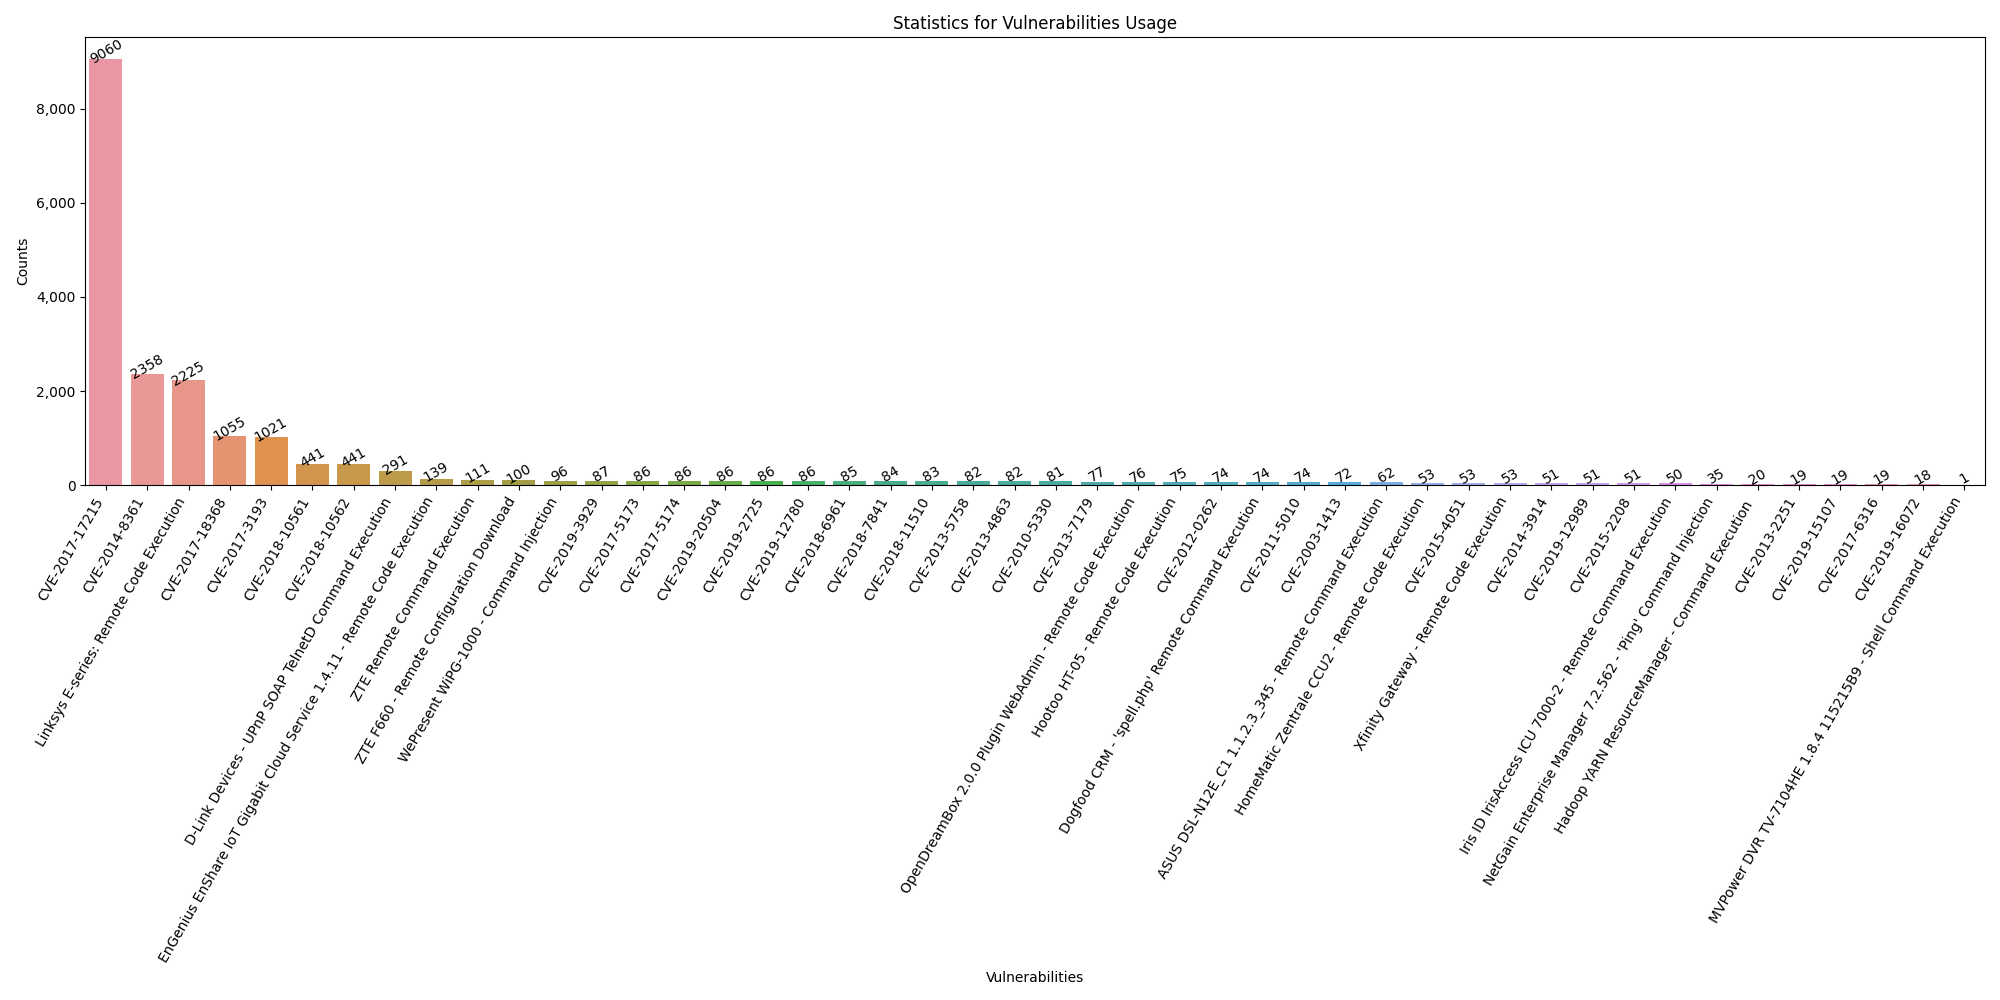 Statistics for Vulnerabilities Usage
Counts
8,000
6,000
4,000
2,000
0
9060
2358
2225
1055
1021
441
441
291
139
111
100
96
87
86
86
86
86
86
85
84
83
82
82
81
77
76
75
74
74
74
72
62
53
53
53
51
51
51
50
35
20
19
19
19
18
1
CVE-2017-17215
CVE-2014-8361
Linksys E-series: Remote Code Execution
CVE-2017-18368
CVE-2017-3193
CVE-2018-10561
CVE-2018-10562
D-Link Devices - UPnP SOAP TelnetD Command Execution
EnGenius EnShare IoT Gigabit Cloud Service 1.4.11 - Remote Code Execution
ZTE Remote Command Execution
ZTE F660 - Remote Configuration Download
WePresent WiPG-1000 - Command Injection
CVE-2019-3929
CVE-2017-5173
CVE-2017-5174
CVE-2019-20504
CVE-2019-2725
CVE-2019-12780
CVE-2018-6961
CVE-2018-7841
CVE-2018-11510
CVE-2013-5758
CVE-2013-4863
CVE-2010-5330
CVE-2013-7179
OpenDreamBox 2.0.0 Plugin WebAdmin - Remote Code Execution
Hootoo HT-05 - Remote Code Execution
CVE-2012-0262
Dogfood CRM - 'spell.php' Remote Command Execution
CVE-2011-5010
CVE-2003-1413
ASUS DSL-N12E_C1 1.1.2.3_345 - Remote Command Execution
HomeMatic Zentrale CCU2 - Remote Code Execution
CVE-2015-4051
Xfinity Gateway - Remote Code Execution
CVE-2014-3914
CVE-2019-12989
CVE-2015-2208
Iris ID IrisAccess ICU 7000-2 - Remote Command Execution
NetGain Enterprise Manager 7.2.562 - 'Ping' Command Injection
Hadoop YARN ResourceManager - Command Execution
CVE-2013-2251
CVE-2019-15107
CVE-2017-6316
CVE-2019-16072
MVPower DVR TV-7104HE 1.8.4 115215B9 - Shell Command Execution
Vulnerabilities